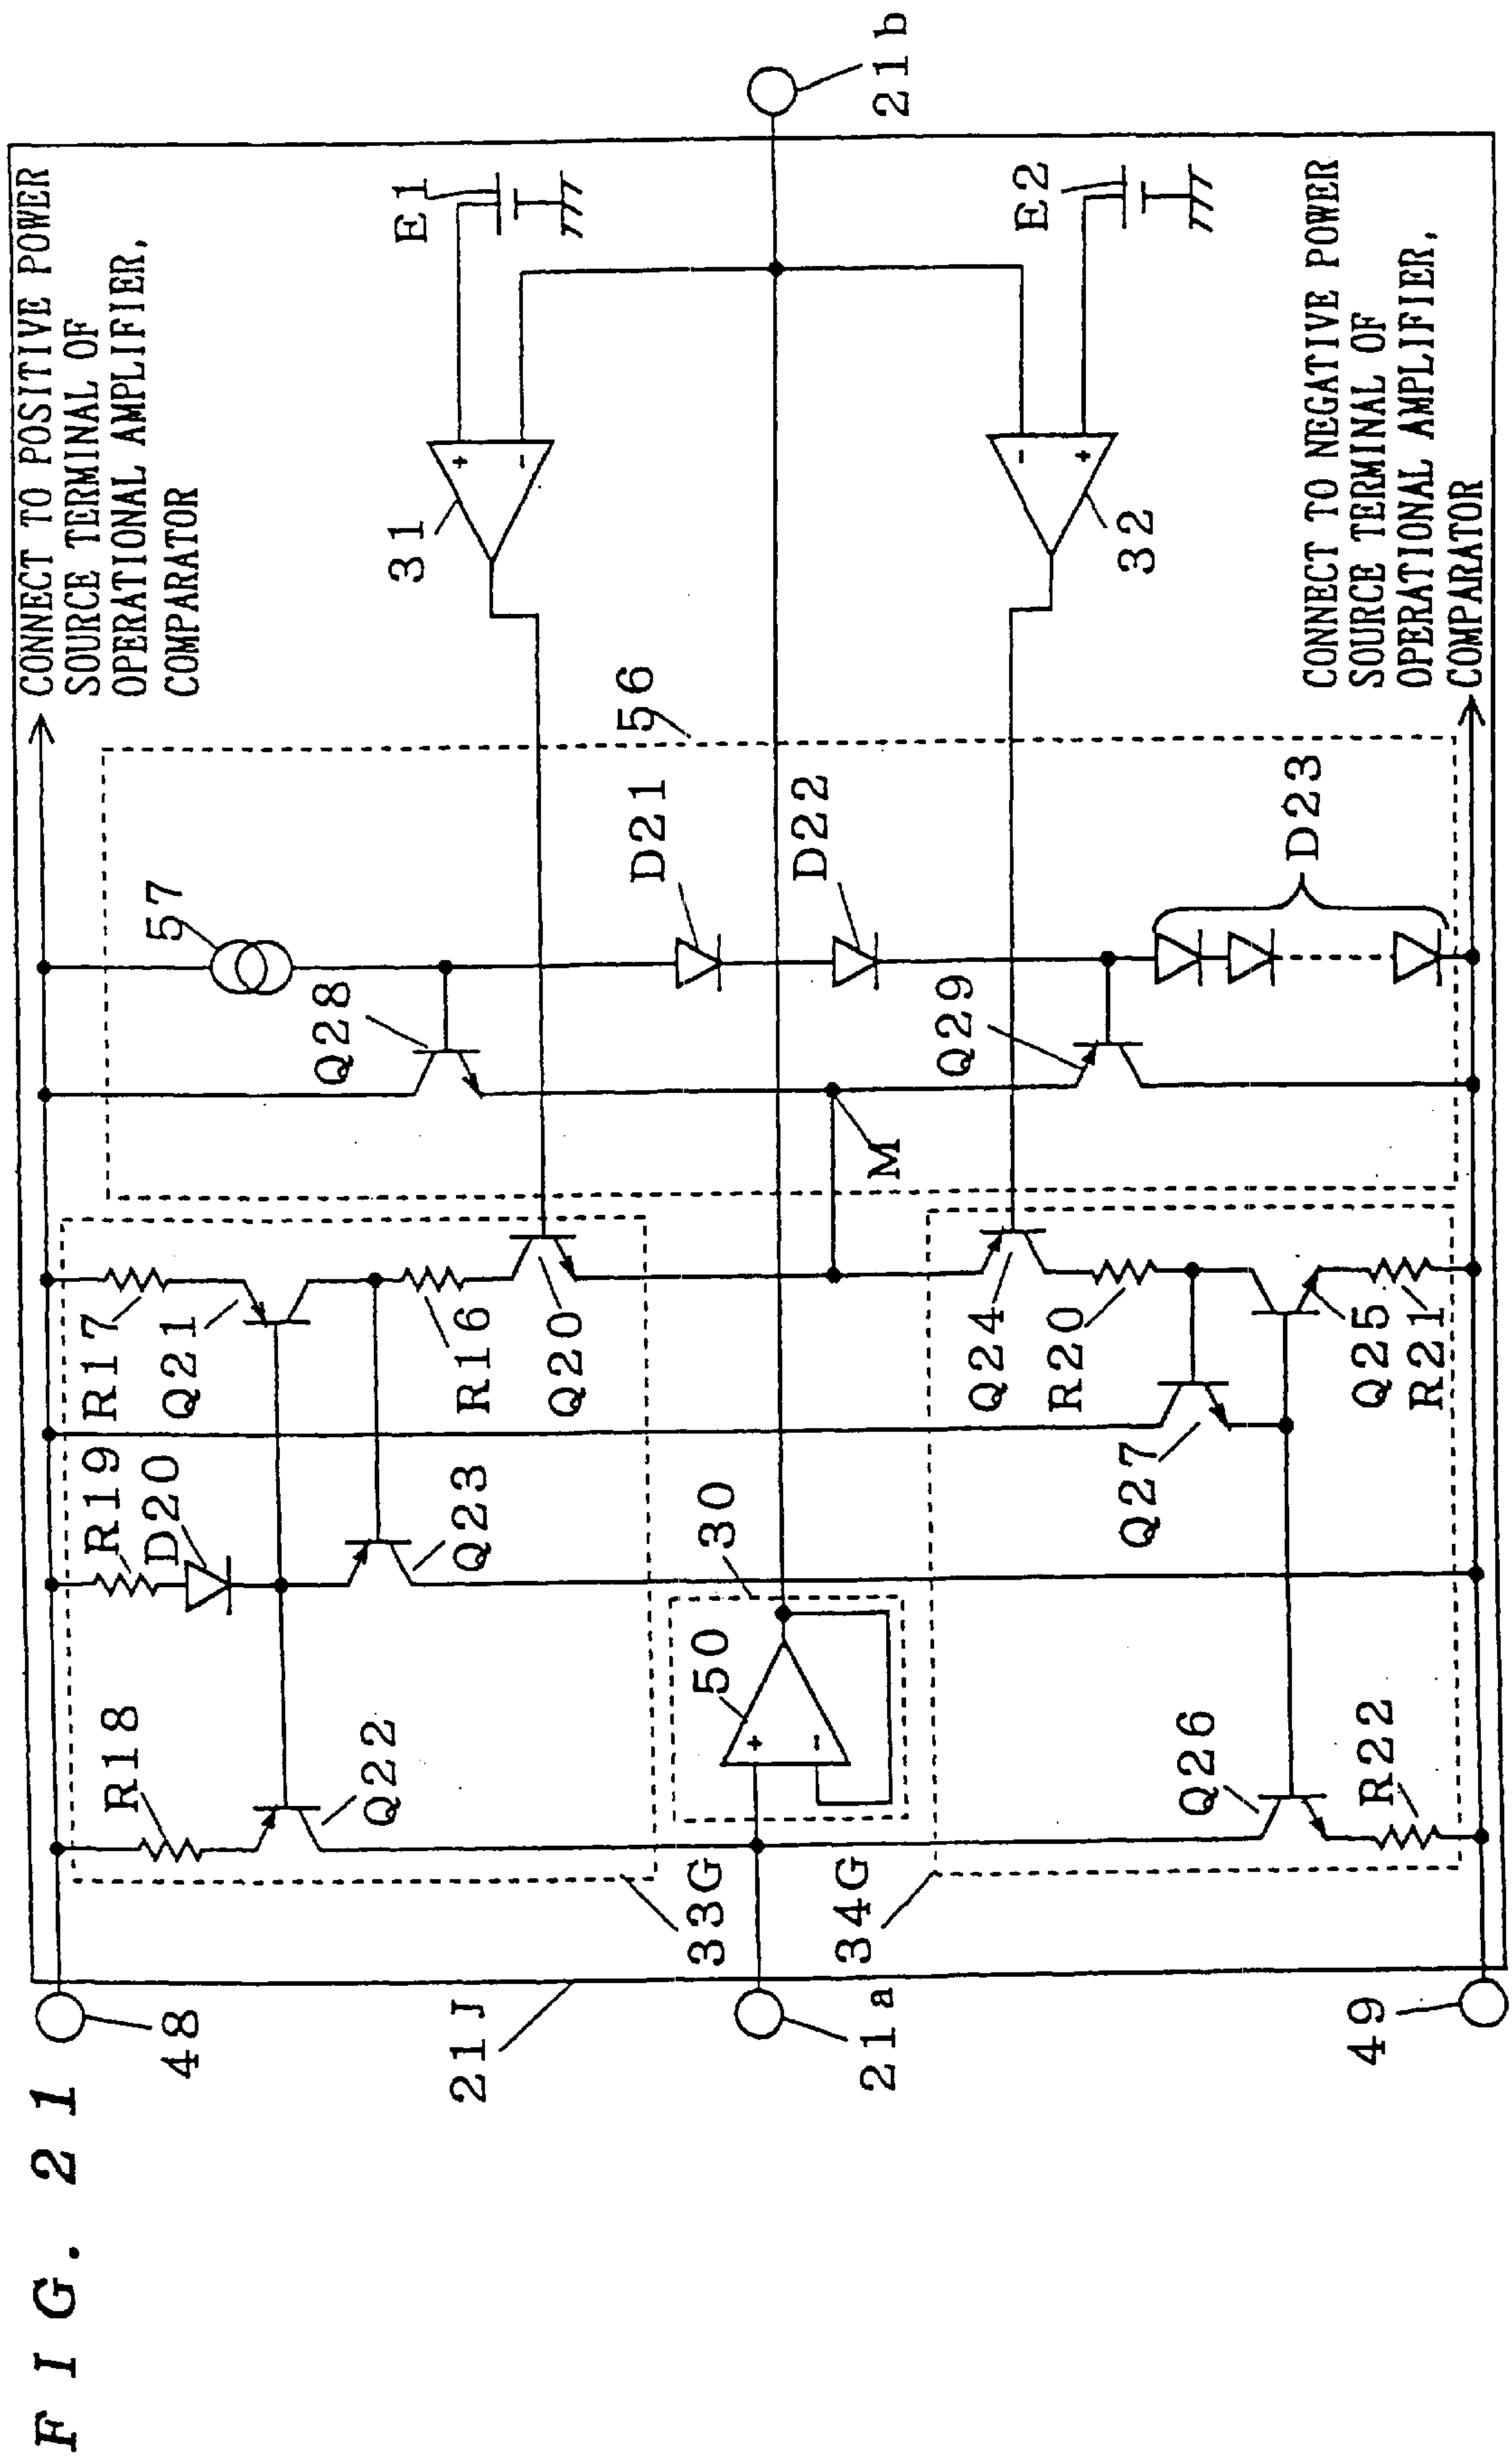 FIG. 21
CONNECT TO POSITIVE POWER
SOURCE TERMINAL OF
OPERATIONAL AMPLIFIER,
COMPARATOR
48
R18
R19
D20
R17
Q21
Q22
Q23
R16
Q20
33G
57
Q28
D21
56
31
E1
+
-
21J
21a
50
+
-
30
M
D22
21b
34G
Q26
R22
Q27
Q24
R20
Q25
R21
Q29
D23
32
-
+
E2
49
CONNECT TO NEGATIVE POWER
SOURCE TERMINAL OF
OPERATIONAL AMPLIFIER,
COMPARATOR